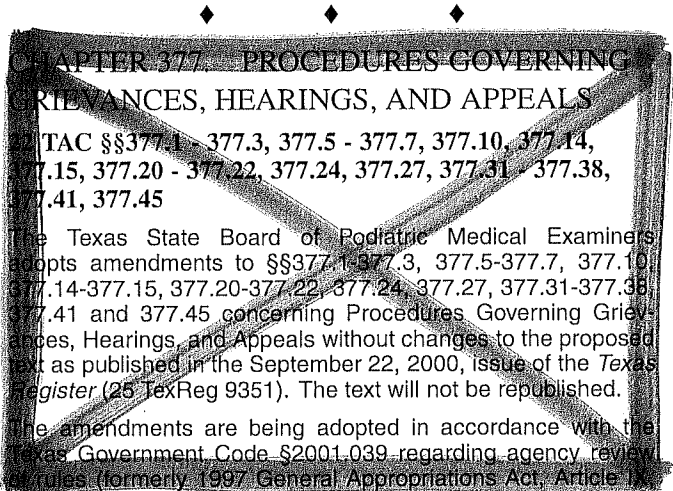 CHAPTER 377. PROCEDURES GOVERNING
GRIEVANCES, HEARINGS, AND APPEALS
22 TAC §§377.1 - 377.3, 377.5 - 377.7, 377.10, 377.14,
377.15, 377.20 - 377.22, 377.24, 377.27, 377.31 - 377.38,
377.41, 377.45
The Texas State Board of Podiatric Medical Examiners
adopts amendments to §§377.1-377.3, 377.5-377.7, 377.10,
377.14-377.15, 377.20-377.22, 377.24, 377.27, 377.31-377.38,
377.41 and 377.45 concerning Procedures Governing Griev-
ances, Hearings, and Appeals without changes to the proposed
text as published in the September 22, 2000, issue of the Texas
Register (25 TexReg 9351). The text will not be republished.
The amendments are being adopted in accordance with the
Texas Government Code §2001.039 regarding agency review
of rules (formerly 1997 General Appropriations Act, Article IX,